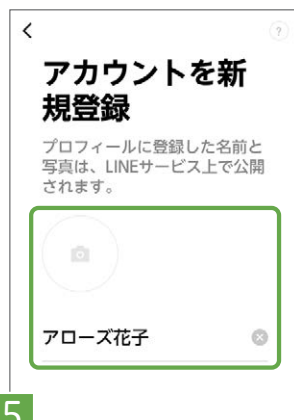 アカウントを新
規登録
プロフィールに登録した名前と
写真は、LINEサービス上で公開
されます。
アローズ花子
5